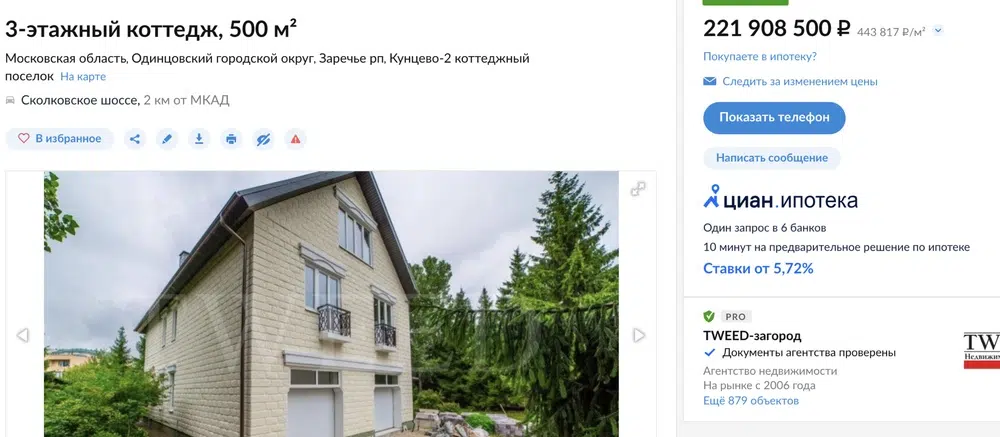 3-этажный коттедж, 500 м²
Московская область, Одинцовский городской округ, Заречье рп, Кунцево-2 коттеджный
поселок На карте
Сколковское шоссе, 2 км от МКАД
В избранное
221 908 500 ₽ 443 817 ₽/м²
Покупаете в ипотеку?
Следить за изменением цены
Показать телефон
Написать сообщение
циан.ипотека
Один запрос в 6 банков
10 минут на предварительное решение по ипотеке
Ставки от 5,72%
PRO
TWEED-загород
Документы агентства проверены
Агентство недвижимости
На рынке с 2006 года
Ещё 879 объектов